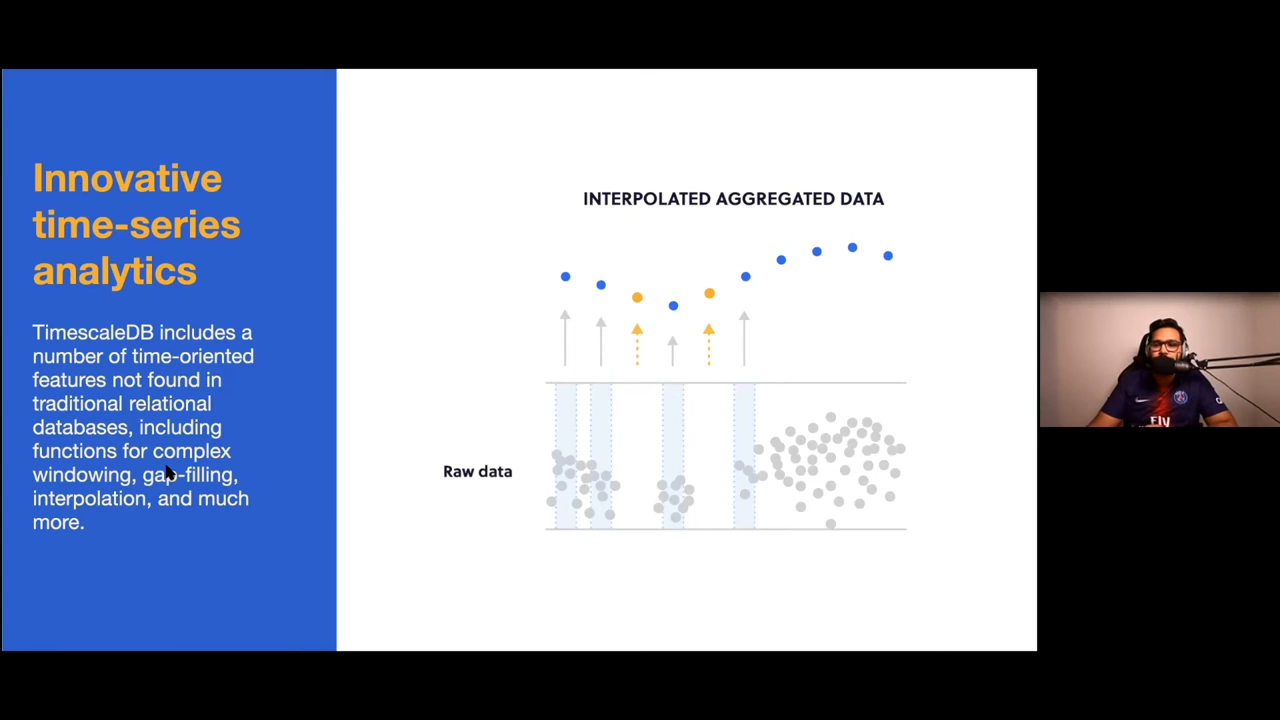 Innovative
time-series
analytics
TimescaleDB includes a
number of time-oriented
features not found in
traditional relational
databases, including
functions for complex
windowing, gap-filling,
interpolation, and much
more.
INTERPOLATED AGGREGATED DATA
Raw data
FLY